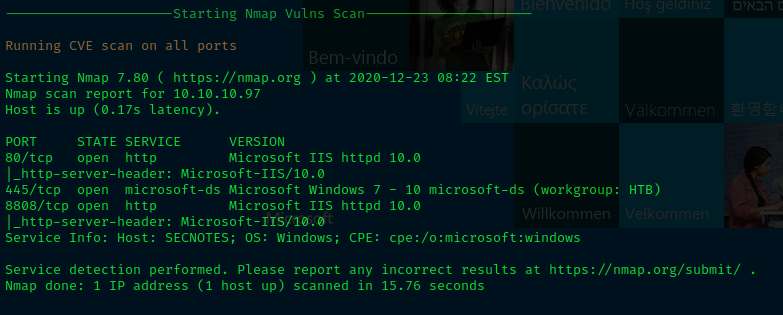 Starting Nmap Vulns Scan
Running CVE scan on all ports
Starting Nmap 7.80 ( https://nmap.org ) at 2020-12-23 08:22 EST
Nmap scan report for 10.10.10.97
Host is up (0.17s latency).
PORT STATE SERVICE VERSION
80/tcp open http Microsoft IIS httpd 10.0
|_http-server-header: Microsoft-IIS/10.0
445/tcp open microsoft-ds Microsoft Windows 7 - 10 microsoft-ds (workgroup: HTB)
8808/tcp open http Microsoft IIS httpd 10.0
|_http-server-header: Microsoft-IIS/10.0
Service Info: Host: SECNOTES; OS: Windows; CPE: cpe:/o:microsoft:windows
Service detection performed. Please report any incorrect results at https://nmap.org/submit/ .
Nmap done: 1 IP address (1 host up) scanned in 15.76 seconds
Bienvenido
Hoş geldiniz
ברוכים הבאים
Bem-vindo
Καλώς
ορίσατε
Vítejte
Välkommen
Microsoft
Willkommen
Velkommen